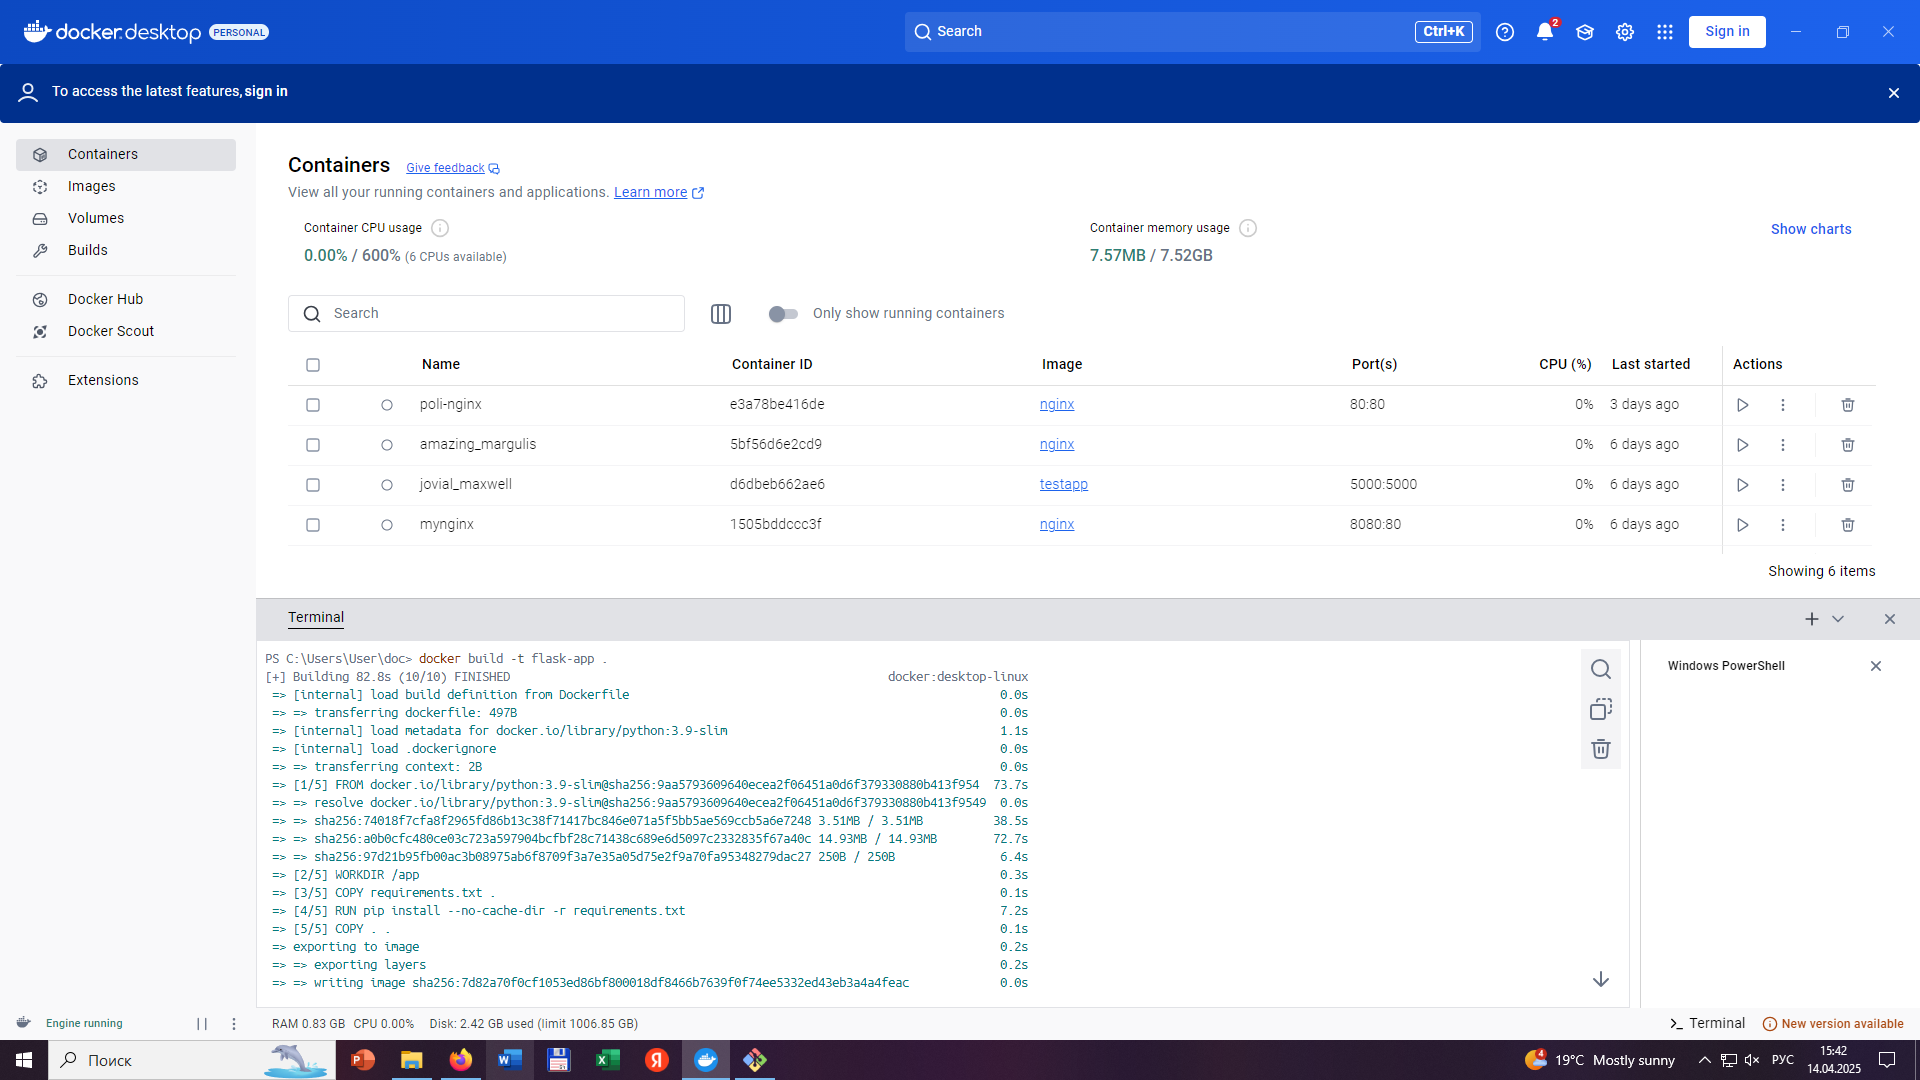 docker.desktop PERSONAL
Search Ctrl+K
2
Sign in
To access the latest features, sign in
Containers
Images
Volumes
Builds
Docker Hub
Docker Scout
Extensions
Containers Give feedback
View all your running containers and applications. Learn more
Container CPU usage
0.00% / 600% (6 CPUs available)
Container memory usage
7.57MB / 7.52GB
Show charts
Search
Only show running containers
Name Container ID Image Port(s) CPU (%) Last started Actions
poli-nginx e3a78be416de nginx 80:80 0% 3 days ago
amazing_margulis 5bf56d6e2cd9 nginx 0% 6 days ago
jovial_maxwell d6dbeb662ae6 testapp 5000:5000 0% 6 days ago
mynginx 1505bddccc3f nginx 8080:80 0% 6 days ago
Showing 6 items
Terminal
PS C:\Users\User\doc> docker build -t flask-app .
[+] Building 82.8s (10/10) FINISHED docker:desktop-linux
=> [internal] load build definition from Dockerfile 0.0s
=> => transferring dockerfile: 497B 0.0s
=> [internal] load metadata for docker.io/library/python:3.9-slim 1.1s
=> [internal] load .dockerignore 0.0s
=> => transferring context: 2B 0.0s
=> [1/5] FROM docker.io/library/python:3.9-slim@sha256:9aa5793609640ecea2f06451a0d6f379330880b413f954 73.7s
=> => resolve docker.io/library/python:3.9-slim@sha256:9aa5793609640ecea2f06451a0d6f379330880b413f9549 0.0s
=> => sha256:74018f7cfa8f2965fd86b13c38f71417bc846e071a5f5bb5ae569ccb5a6e7248 3.51MB / 3.51MB 38.5s
=> => sha256:a0b0cfc480ce03c723a597904bcfbf28c71438c689e6d5097c2332835f67a40c 14.93MB / 14.93MB 72.7s
=> => sha256:97d21b95fb00ac3b08975ab6f8709f3a7e35a05d75e2f9a70fa95348279dac27 250B / 250B 6.4s
=> [2/5] WORKDIR /app 0.3s
=> [3/5] COPY requirements.txt . 0.1s
=> [4/5] RUN pip install --no-cache-dir -r requirements.txt 7.2s
=> [5/5] COPY . . 0.1s
=> exporting to image 0.2s
=> => exporting layers 0.2s
=> => writing image sha256:7d82a70f0cf1053ed86bf800018df8466b7639f0f74ee5332ed43eb3a4a4feac 0.0s
Windows PowerShell
Engine running
RAM 0.83 GB CPU 0.00% Disk: 2.42 GB used (limit 1006.85 GB)
Terminal
New version available
Поиск
4
19°C Mostly sunny
РУС
15:42
14.04.2025